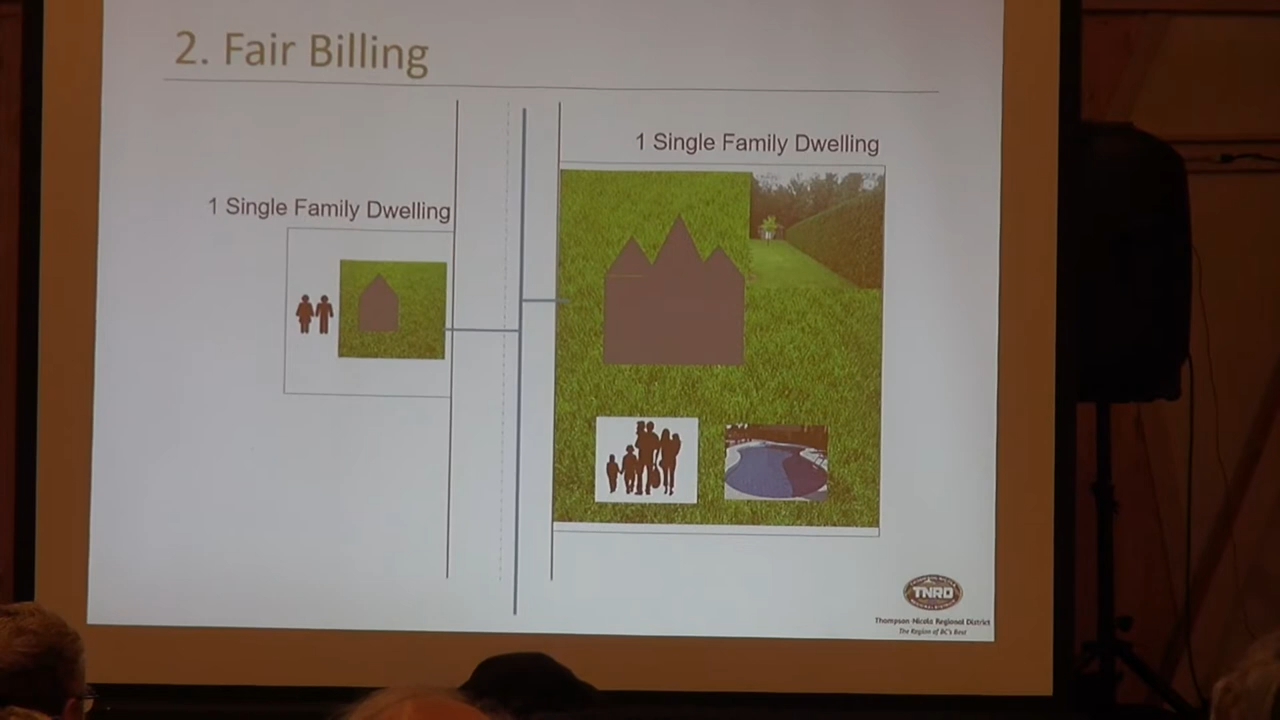 2. Fair Billing
1 Single Family Dwelling
1 Single Family Dwelling
TNRD
Thompson-Nicola Regional District
The Region of BC's Best